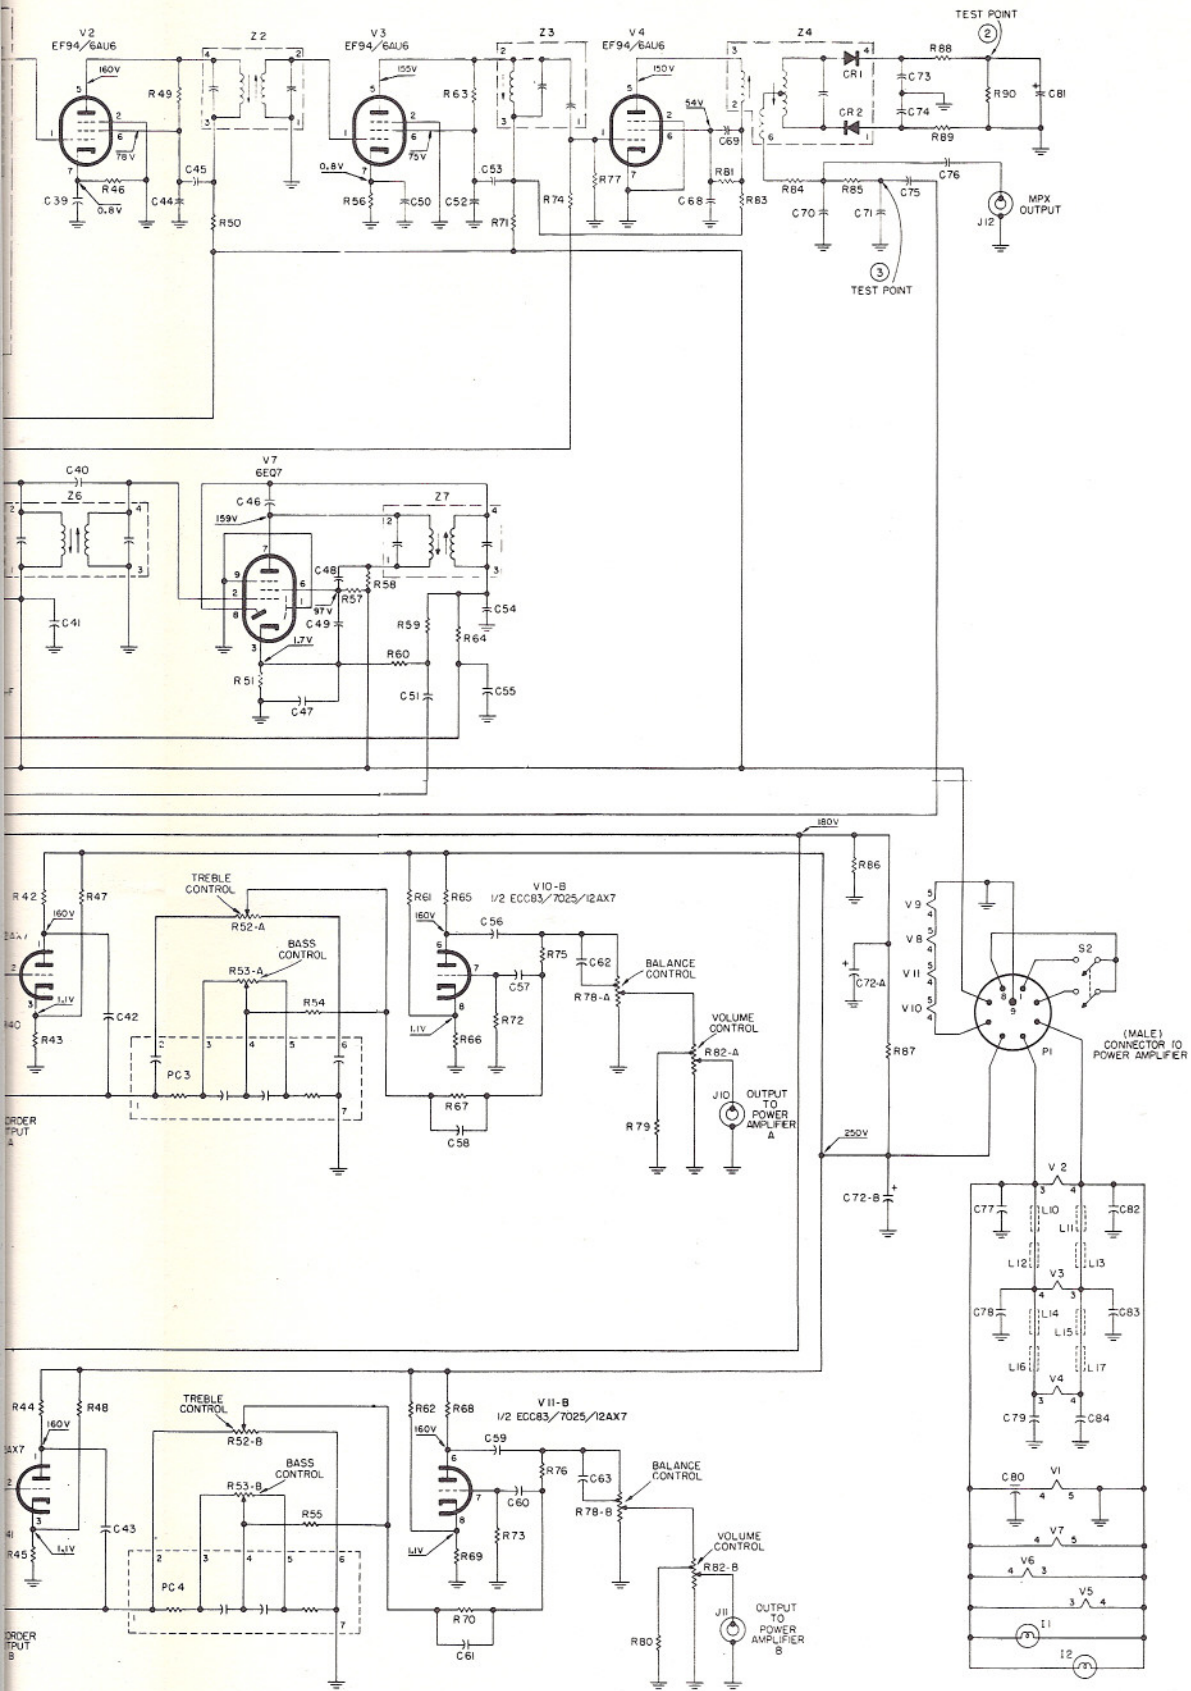 TEST POINT
2
V2
EF94/6AU6
Z2
V3
EF94/6AU6
Z3
V4
EF94/6AU6
Z4
160V
R49
155V
R63
150V
54V
CR1
CR2
R88
C73
C74
R89
R90
C81
78V
R46
C39
0.8V
C44
C45
R50
0.8V
75V
R56
C50
C52
C53
R71
R74
R77
C68
C69
R81
R83
R84
C70
R85
C71
C75
C76
MPX
OUTPUT
J12
3
TEST POINT
C40
Z6
C41
V7
6EQ7
C46
159V
Z7
C48
R58
R57
97V
C49
1.7V
R51
C47
R59
R60
R64
C51
C54
C55
180V
R86
R42
R47
160V
1.1V
R43
C42
TREBLE
CONTROL
R52-A
BASS
CONTROL
R53-A
R54
PC3
V10-B
1/2 ECC83/7025/12AX7
R61
R65
160V
C56
R75
C57
C62
R72
1.1V
R66
R67
C58
BALANCE
CONTROL
R78-A
VOLUME
CONTROL
R82-A
R79
J10
OUTPUT
TO
POWER
AMPLIFIER
A
C72-A
R87
250V
C72-B
V9
V8
V11
V10
S2
P1
(MALE)
CONNECTOR TO
POWER AMPLIFIER
V2
C77
L10
L11
C82
L12
L13
V3
C78
L14
L15
C83
L16
L17
V4
C79
C84
C80
V1
V7
V6
V5
I1
I2
R44
R48
160V
1.1V
R45
C43
TREBLE
CONTROL
R52-B
BASS
CONTROL
R53-B
R55
PC4
V11-B
1/2 ECC83/7025/12AX7
R62
R68
160V
C59
R76
C60
C63
R73
1.1V
R69
R70
C61
BALANCE
CONTROL
R78-B
VOLUME
CONTROL
R82-B
R80
J11
OUTPUT
TO
POWER
AMPLIFIER
B